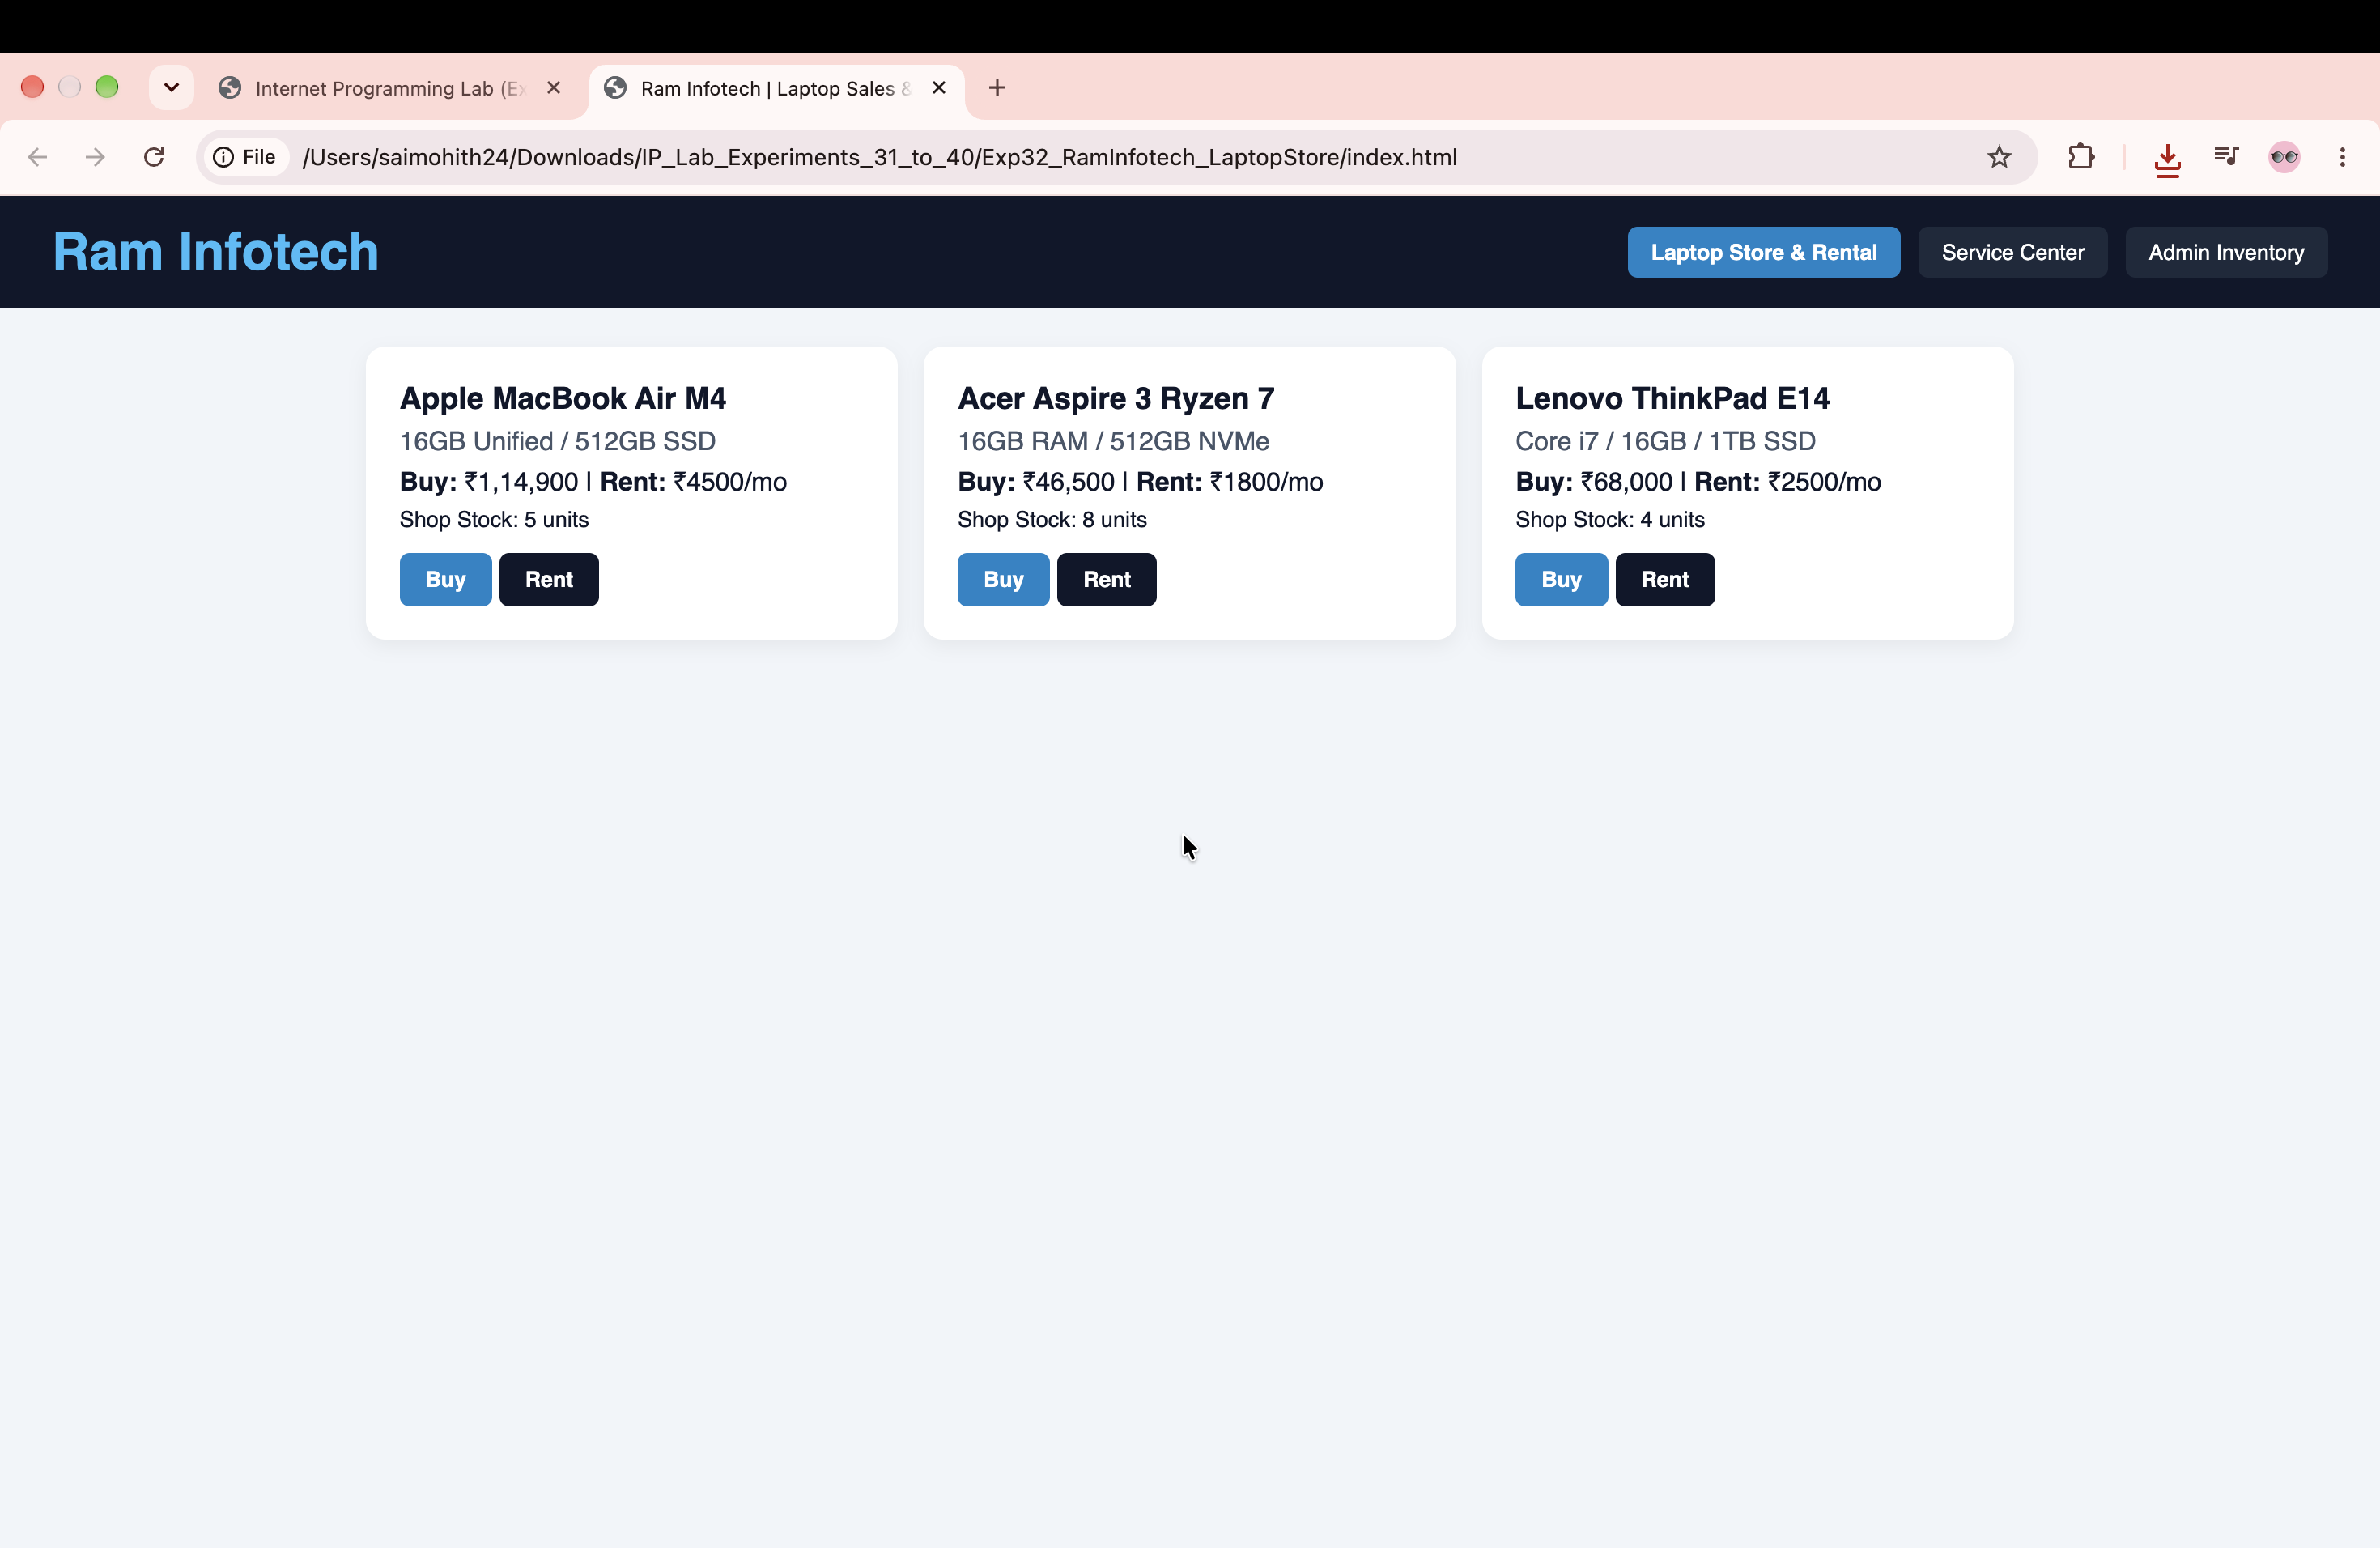 Internet Programming Lab (Ex
Ram Infotech | Laptop Sales &
File
/Users/saimohith24/Downloads/IP_Lab_Experiments_31_to_40/Exp32_RamInfotech_LaptopStore/index.html
Ram Infotech
Laptop Store & Rental
Service Center
Admin Inventory
Apple MacBook Air M4
16GB Unified / 512GB SSD
Buy: ₹1,14,900 | Rent: ₹4500/mo
Shop Stock: 5 units
Buy
Rent
Acer Aspire 3 Ryzen 7
16GB RAM / 512GB NVMe
Buy: ₹46,500 | Rent: ₹1800/mo
Shop Stock: 8 units
Buy
Rent
Lenovo ThinkPad E14
Core i7 / 16GB / 1TB SSD
Buy: ₹68,000 | Rent: ₹2500/mo
Shop Stock: 4 units
Buy
Rent